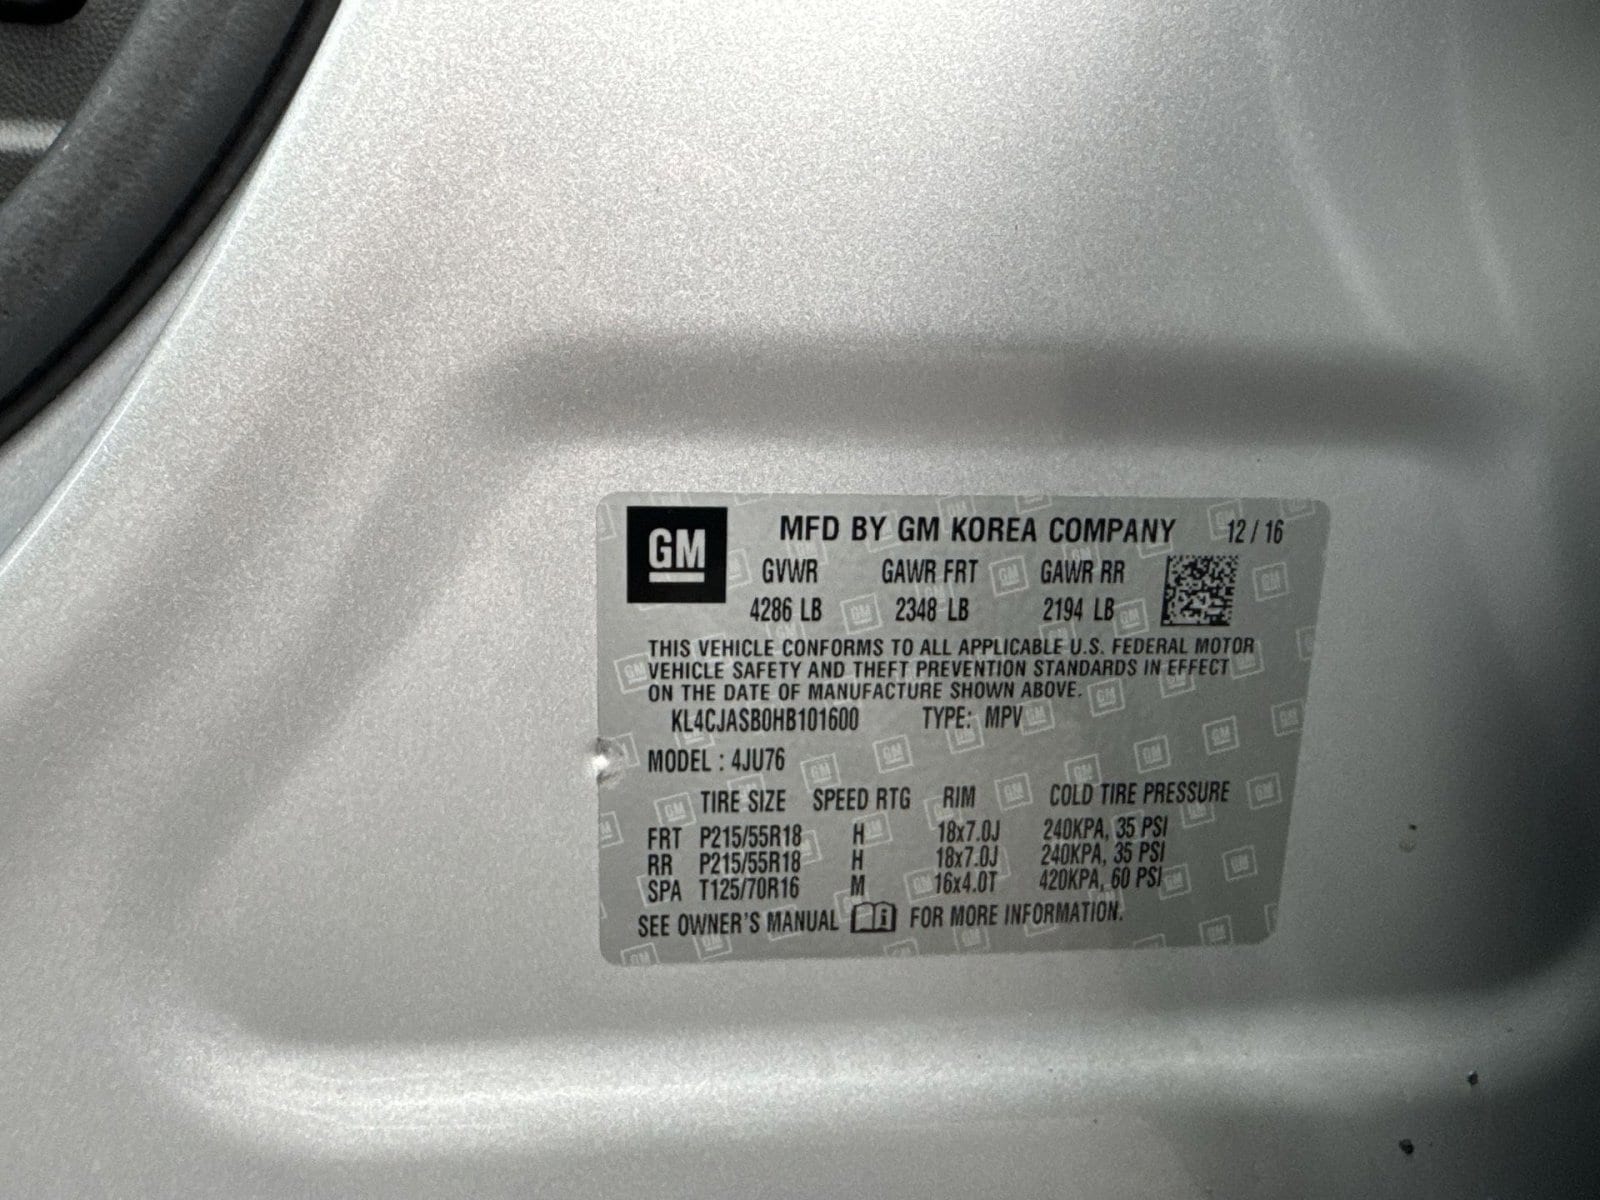 GM MFD BY GM KOREA COMPANY 12 / 16
GVWR GAWR FRT GAWR RR
4286 LB 2348 LB 2194 LB
THIS VEHICLE CONFORMS TO ALL APPLICABLE U.S. FEDERAL MOTOR
VEHICLE SAFETY AND THEFT PREVENTION STANDARDS IN EFFECT
ON THE DATE OF MANUFACTURE SHOWN ABOVE.
KL4CJASB0HB101600 TYPE: MPV
MODEL : 4JU76
TIRE SIZE SPEED RTG RIM COLD TIRE PRESSURE
FRT P215/55R18 H 18x7.0J 240KPA, 35 PSI
RR P215/55R18 H 18x7.0J 240KPA, 35 PSI
SPA T125/70R16 M 16x4.0T 420KPA, 60 PSI
SEE OWNER'S MANUAL i FOR MORE INFORMATION.